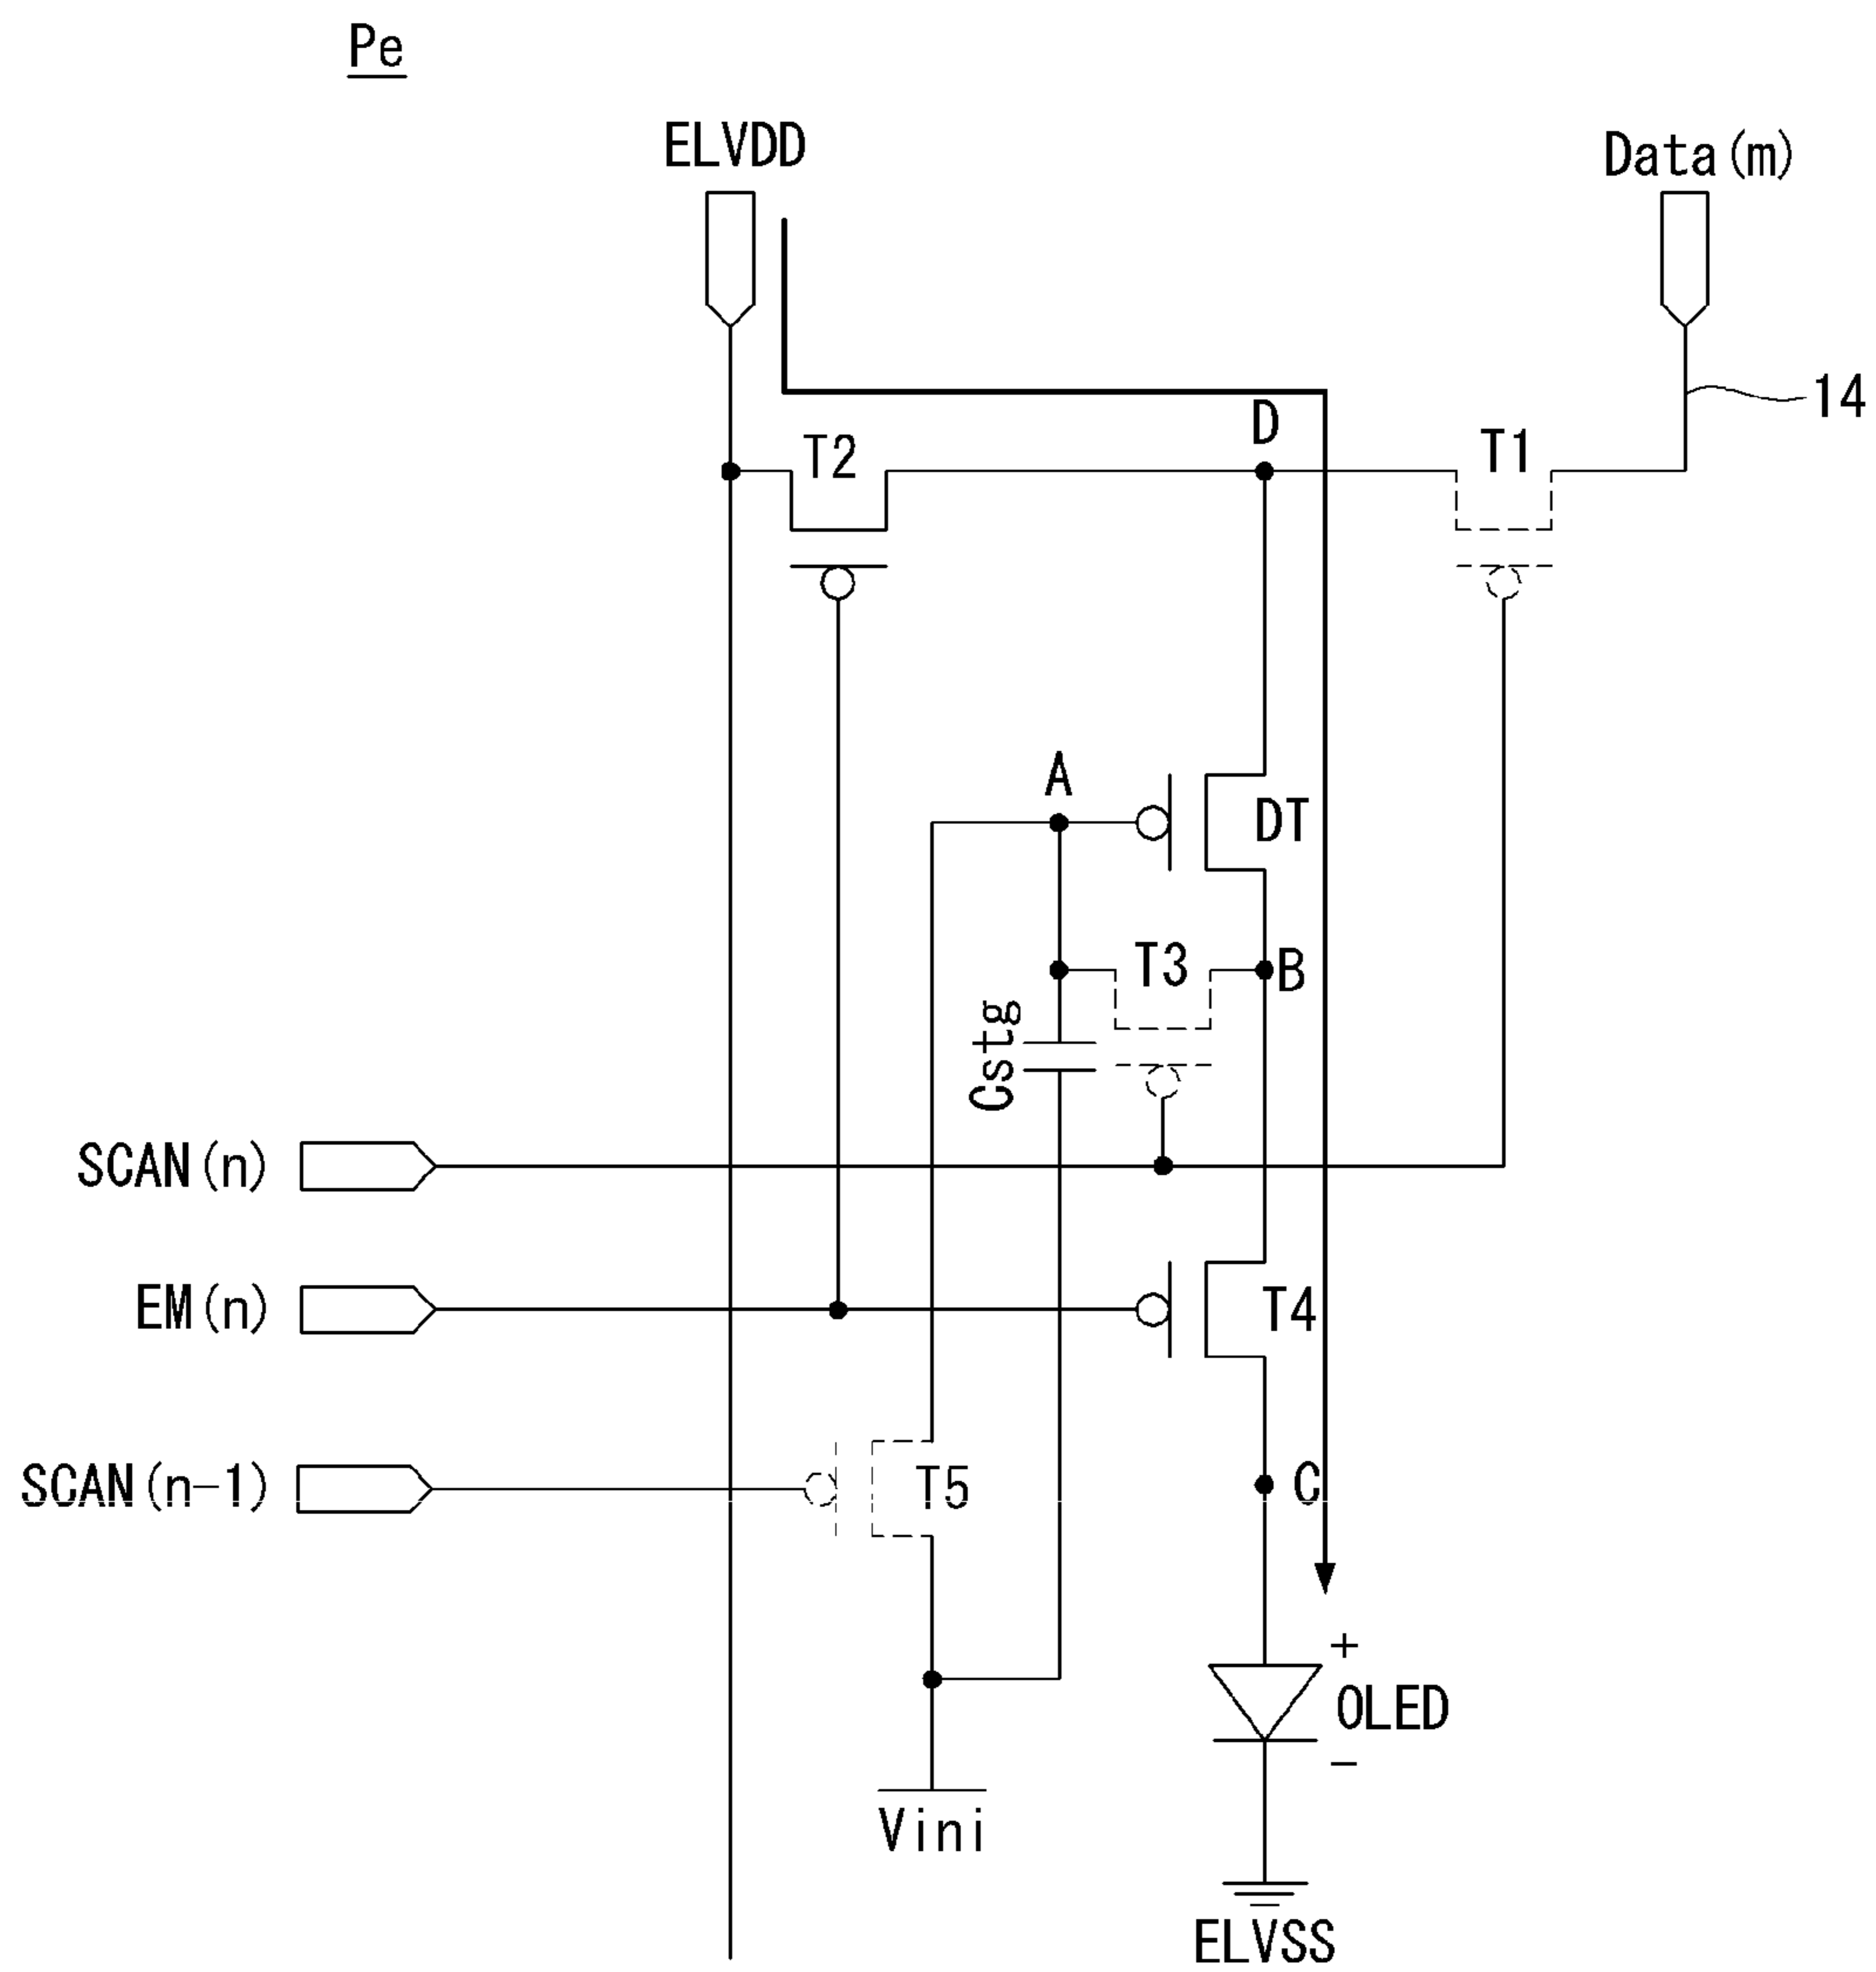 Pe
ELVDD
Data(m)
14
D
T2
T1
A
DT
T3
B
Cstg
SCAN(n)
EM(n)
T4
SCAN(n-1)
T5
C
+
OLED
-
Vini
ELVSS